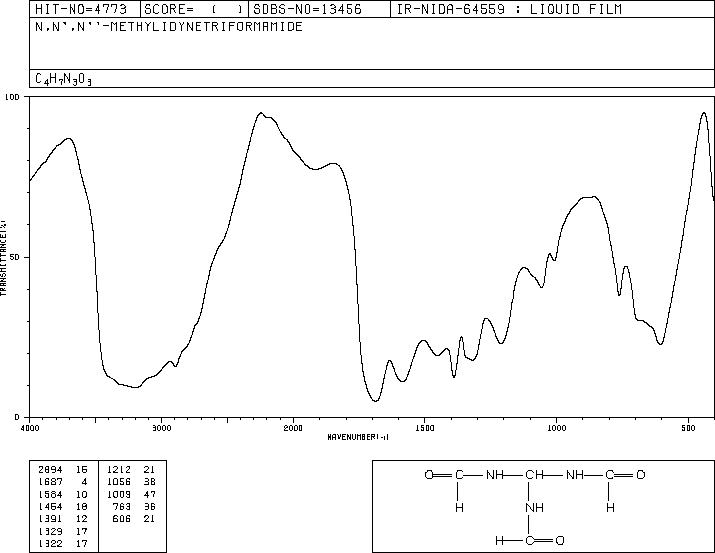 HIT-NO=4773 SCORE= ( ) SDBS-NO=13456 IR-NIDA-64559 : LIQUID FILM
N,N',N''-METHYLIDYNETRIFORMAMIDE
C4H7N3O3
100
50
0
TRANSMITTANCE(%)
4000 3000 2000 1500 1000 500
WAVENUMBER(-1)
2894 16 1212 21
1687 4 1056 38
1584 10 1009 47
1454 18 763 36
1391 12 606 21
1329 17
1322 17
O C NH CH NH C O
H NH H
H C O